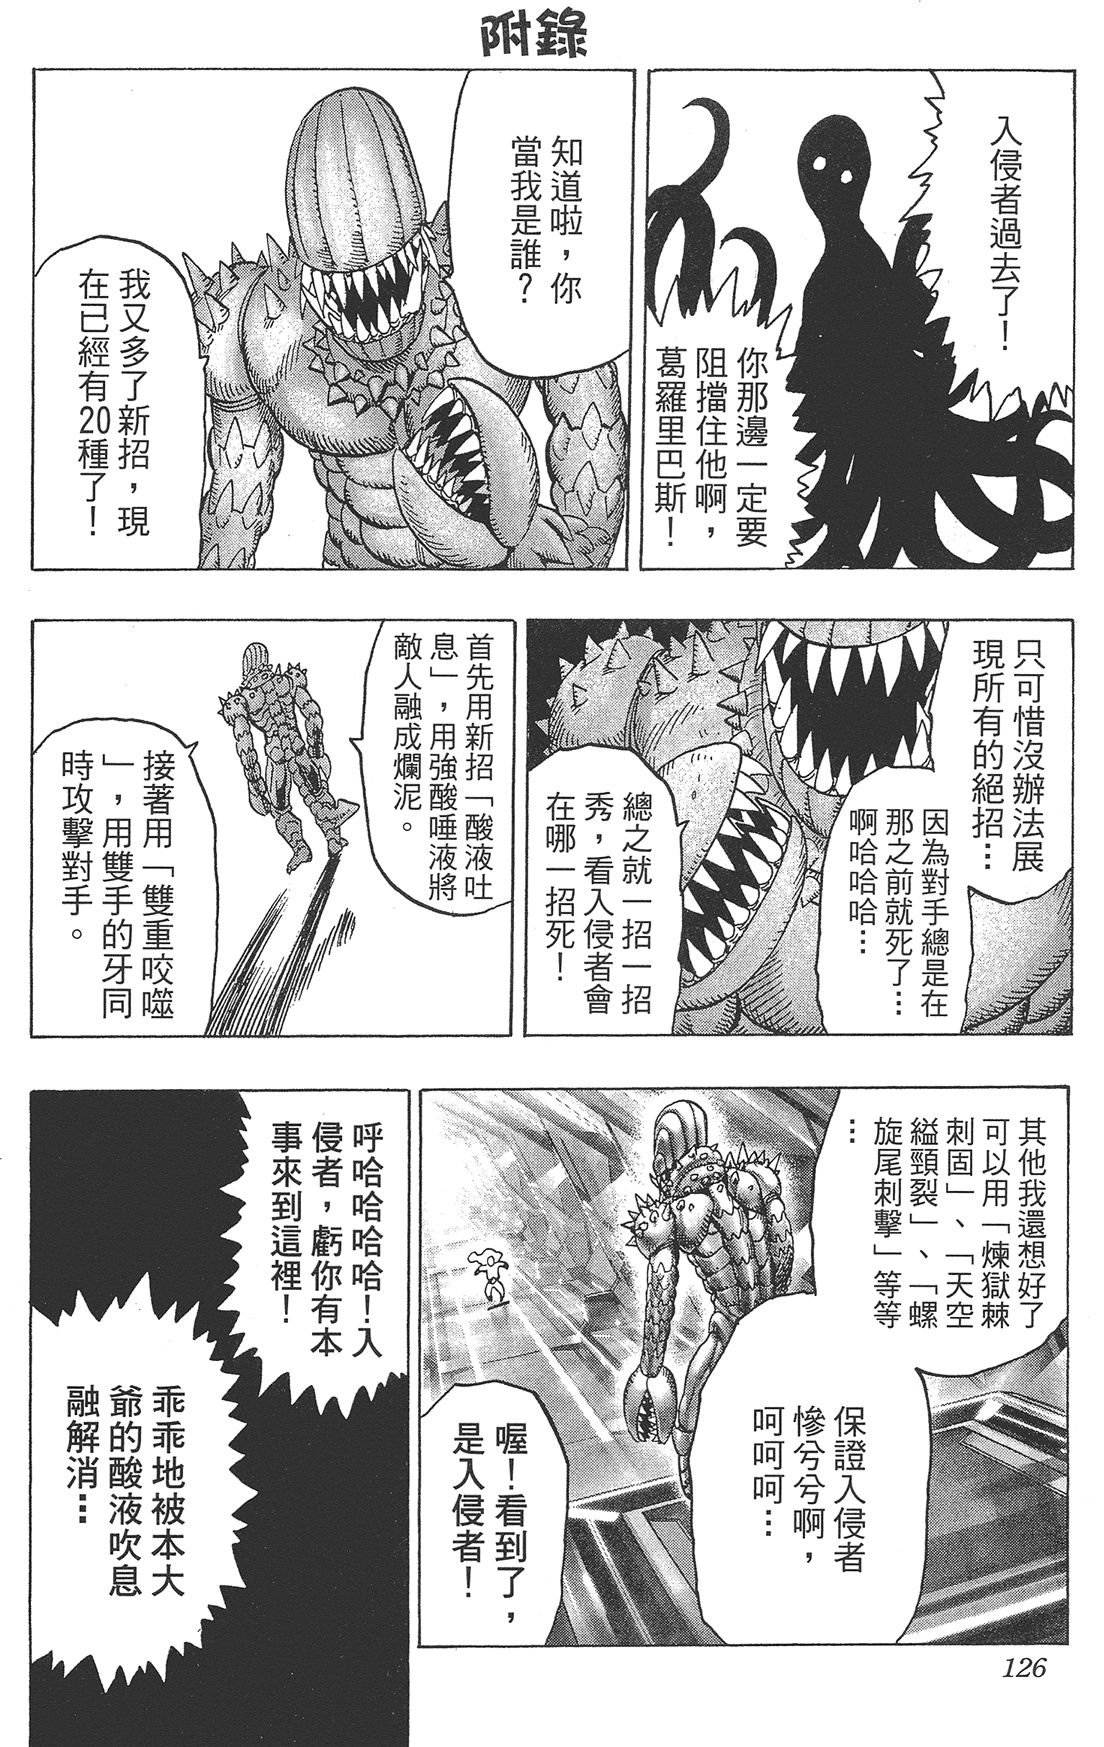 附錄
入侵者過去了！
你那邊一定要
阻擋住他啊，
葛羅里巴斯！
知道啦，你
當我是誰？
我又多了新招，現
在已經有20種了！
只可惜沒辦法展
現所有的絕招…
因為對手總是在
那之前就死了…
啊哈哈哈…
總之就一招一招
秀，看入侵者會
在哪一招死！
首先用新招「酸液吐
息」，用強酸唾液將
敵人融成爛泥。
接著用「雙重咬噬
」，用雙手的牙同
時攻擊對手。
其他我還想好了
可以用「煉獄棘
刺固」、「天空
縊頸裂」、「螺
旋尾刺擊」等等
…
保證入侵者
慘兮兮啊，
呵呵呵…
喔！看到了，
是入侵者！
呼哈哈哈哈！入
侵者，虧你有本
事來到這裡！
乖乖地被本大
爺的酸液吹息
融解消…
126